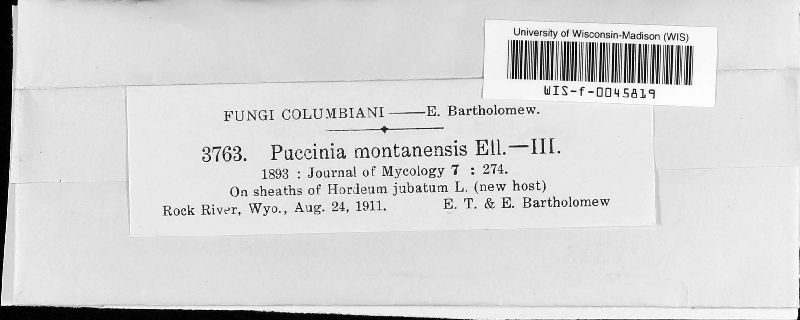 University of Wisconsin-Madison (WIS)
WIS-f-0045819
FUNGI COLUMBIANI — E. Bartholomew.
3763. Puccinia montanensis Ell.—III.
1893 : Journal of Mycology 7 : 274.
On sheaths of Hordeum jubatum L. (new host)
Rock River, Wyo., Aug. 24, 1911. E. T. & E. Bartholomew